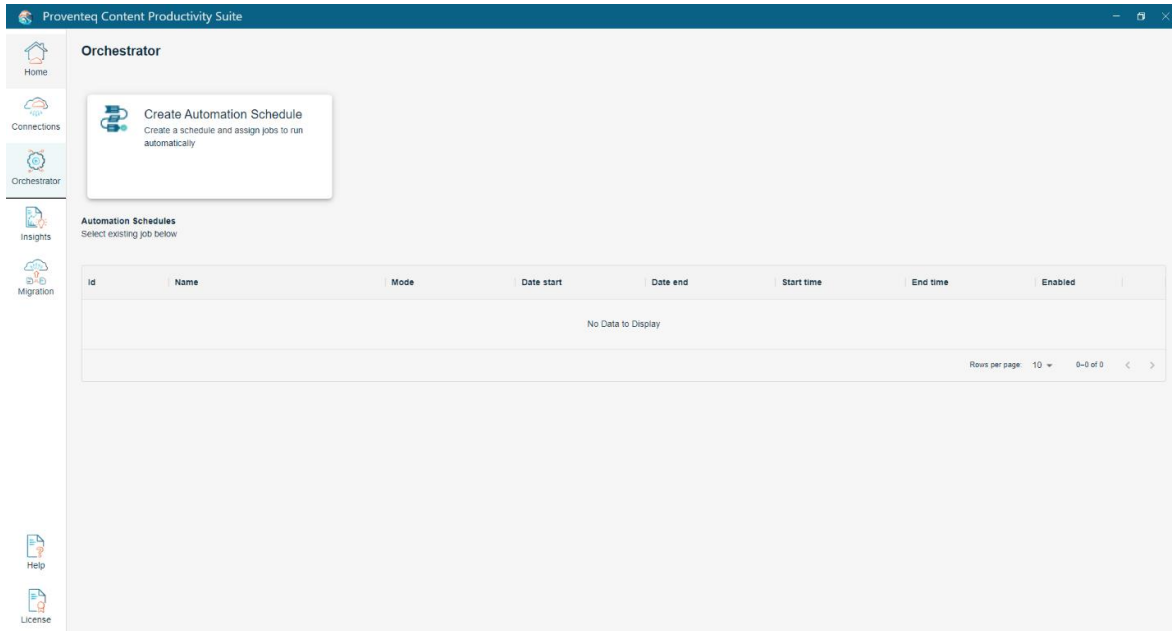 Proventeq Content Productivity Suite
Home
Connections
Orchestrator
Insights
Migration
Help
License
Orchestrator
Create Automation Schedule
Create a schedule and assign jobs to run
automatically
Automation Schedules
Select existing job below
Id Name Mode Date start Date end Start time End time Enabled
No Data to Display
Rows per page: 10 0–0 of 0